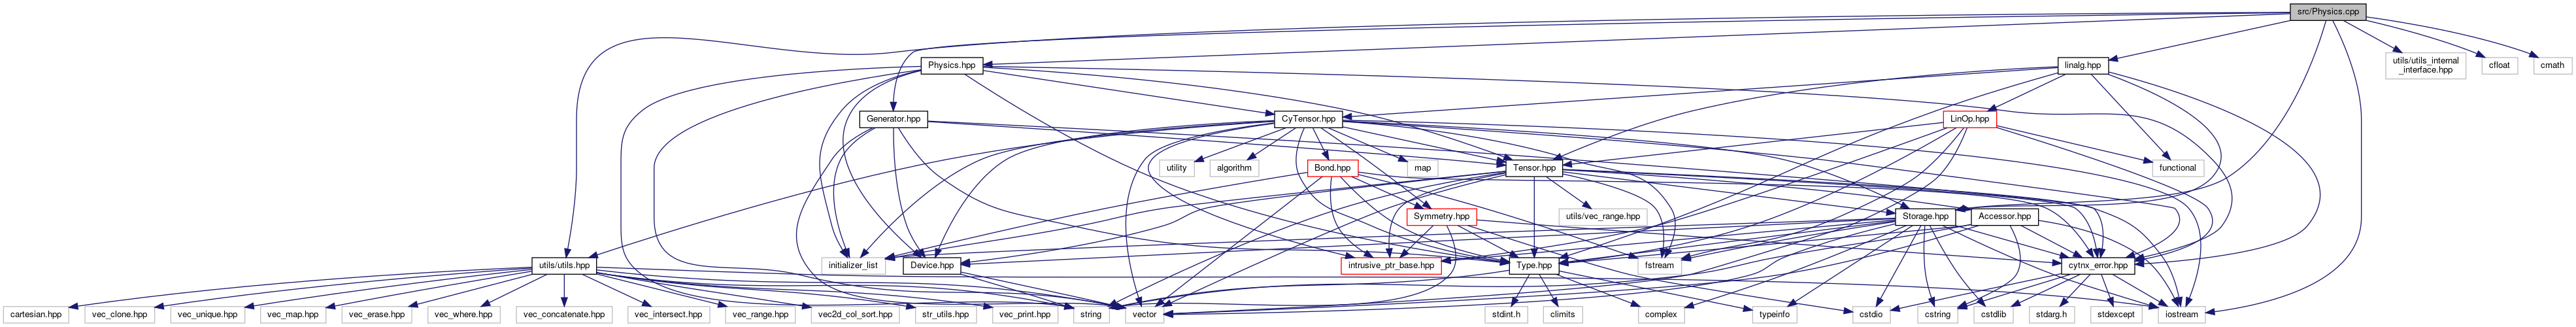 src/Physics.cpp
Physics.hpp
linalg.hpp
utils/utils_internal
_interface.hpp
cfloat
cmath
Generator.hpp
CyTensor.hpp
LinOp.hpp
utility
algorithm
Bond.hpp
map
Tensor.hpp
functional
Symmetry.hpp
utils/vec_range.hpp
Storage.hpp
Accessor.hpp
utils/utils.hpp
initializer_list
Device.hpp
intrusive_ptr_base.hpp
Type.hpp
fstream
cytnx_error.hpp
cartesian.hpp
vec_clone.hpp
vec_unique.hpp
vec_map.hpp
vec_erase.hpp
vec_where.hpp
vec_concatenate.hpp
vec_intersect.hpp
vec_range.hpp
vec2d_col_sort.hpp
str_utils.hpp
vec_print.hpp
string
vector
stdint.h
climits
complex
typeinfo
cstdio
cstring
cstdlib
stdarg.h
stdexcept
iostream